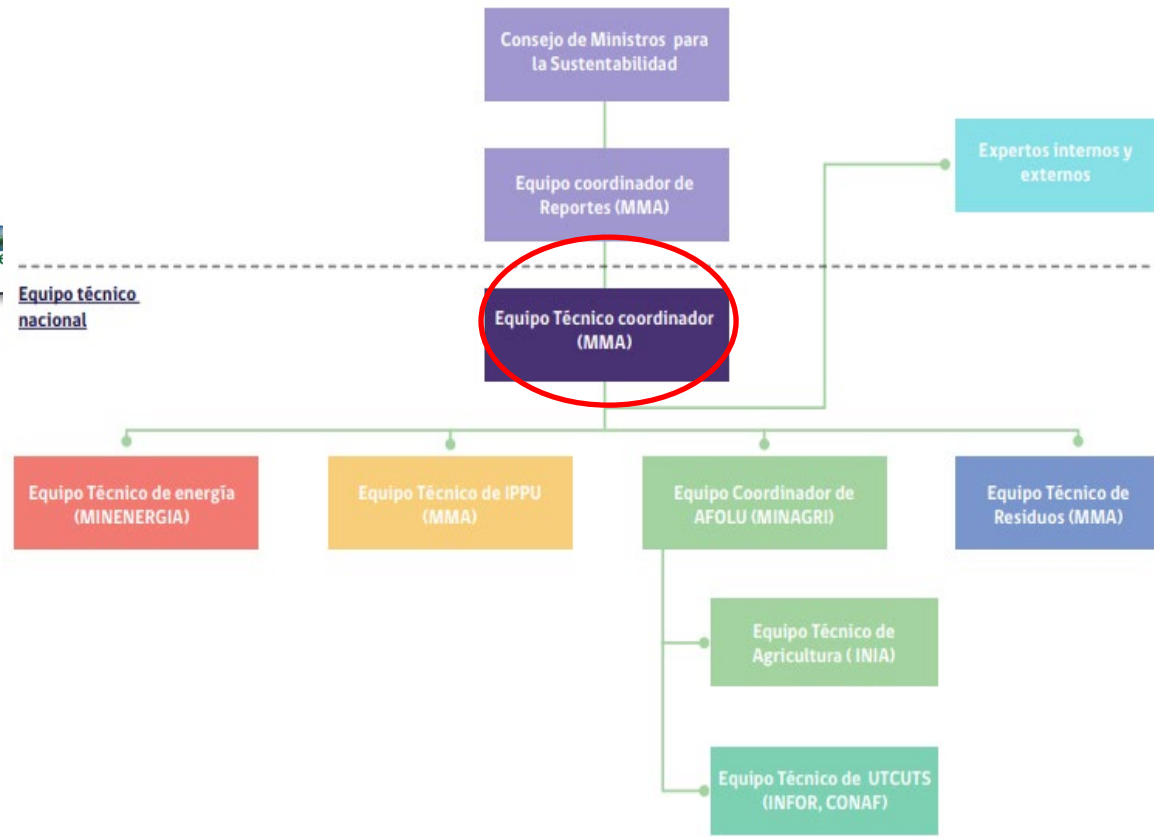 Consejo de Ministros para
la Sustentabilidad
Expertos internos y
externos
Equipo coordinador de
Reportes (MMA)
Equipo técnico
nacional
Equipo Técnico coordinador
(MMA)
Equipo Técnico de energía
(MINENERGIA)
Equipo Técnico de IPPU
(MMA)
Equipo Coordinador de
AFOLU (MINAGRI)
Equipo Técnico de
Residuos (MMA)
Equipo Técnico de
Agricultura ( INIA)
Equipo Técnico de UTCUTS
(INFOR, CONAF)